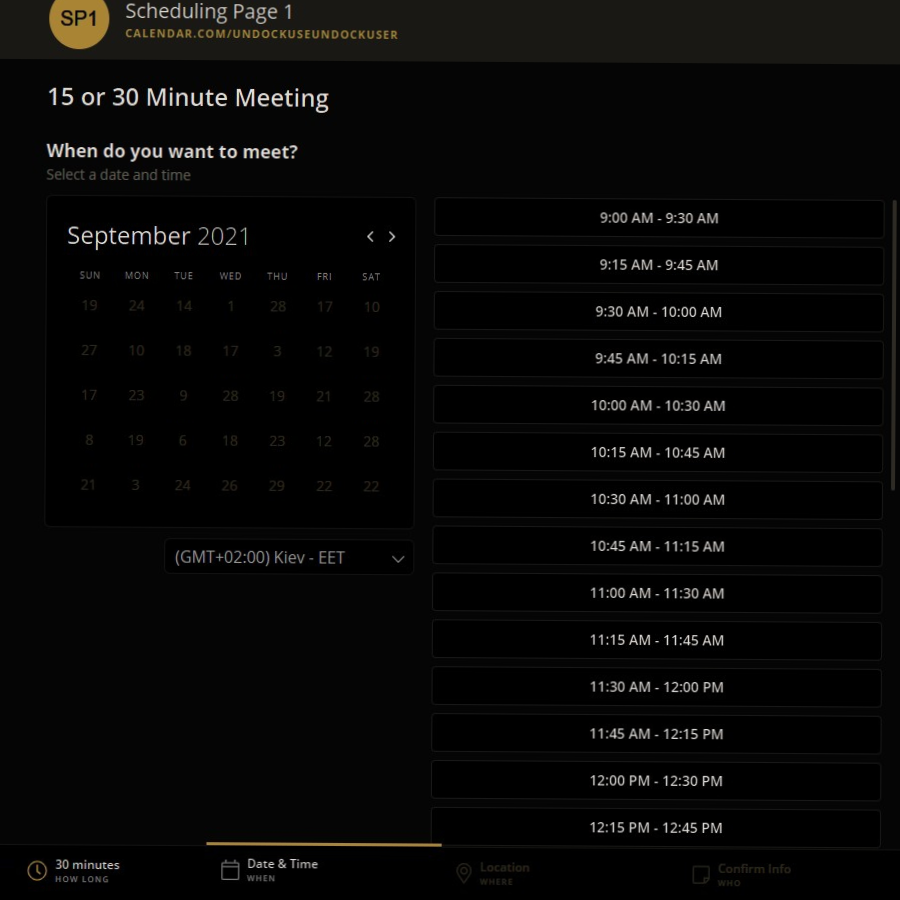 SP1
Scheduling Page 1
CALENDAR.COM/UNDOCKUSEUNDOCKUSER
15 or 30 Minute Meeting
When do you want to meet?
Select a date and time
September 2021
SUN MON TUE WED THU FRI SAT
19 24 14 1 28 17 10
27 10 18 17 3 12 19
17 23 9 28 19 21 28
8 19 6 18 23 12 28
21 3 24 26 29 22 22
(GMT+02:00) Kiev - EET
9:00 AM - 9:30 AM
9:15 AM - 9:45 AM
9:30 AM - 10:00 AM
9:45 AM - 10:15 AM
10:00 AM - 10:30 AM
10:15 AM - 10:45 AM
10:30 AM - 11:00 AM
10:45 AM - 11:15 AM
11:00 AM - 11:30 AM
11:15 AM - 11:45 AM
11:30 AM - 12:00 PM
11:45 AM - 12:15 PM
12:00 PM - 12:30 PM
12:15 PM - 12:45 PM
30 minutes
HOW LONG
Date & Time
WHEN
Location
WHERE
Confirm Info
WHO